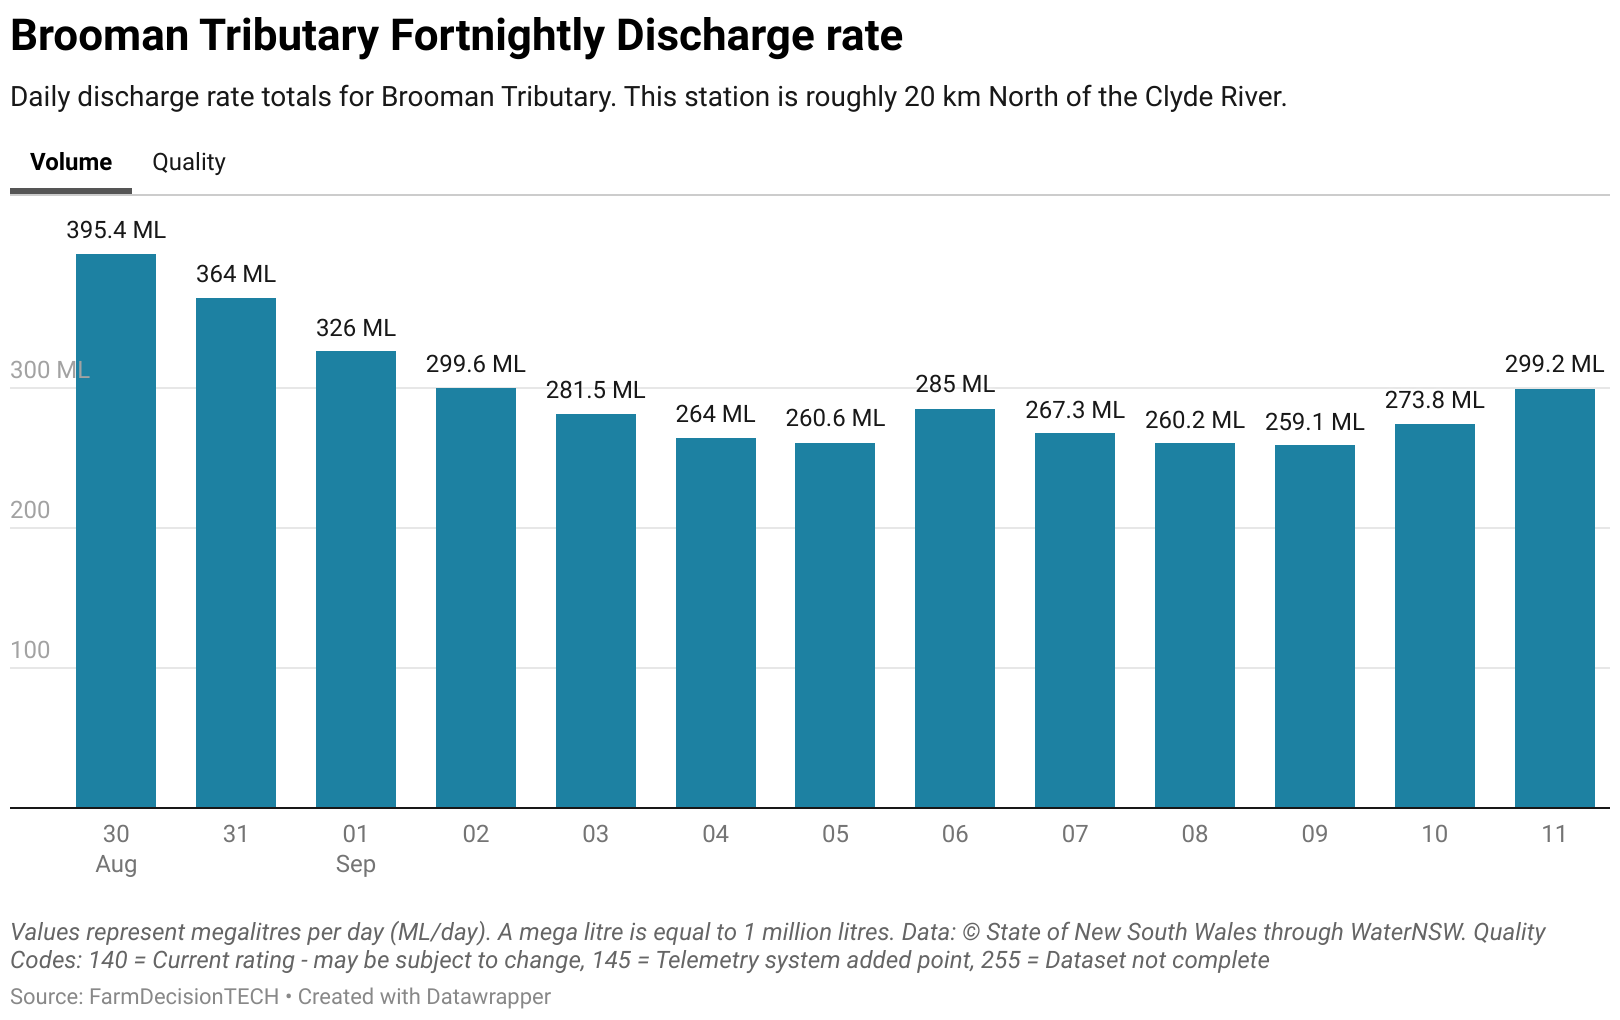 Brooman Tributary Fortnightly Discharge rate
Daily discharge rate totals for Brooman Tributary. This station is roughly 20 km North of the Clyde River.
Volume Quality
395.4 ML
364 ML
326 ML
299.6 ML
281.5 ML
264 ML
260.6 ML
285 ML
267.3 ML
260.2 ML
259.1 ML
273.8 ML
299.2 ML
300 ML
200
100
30 31 01 02 03 04 05 06 07 08 09 10 11
Aug Sep
Values represent megalitres per day (ML/day). A mega litre is equal to 1 million litres. Data: © State of New South Wales through WaterNSW. Quality
Codes: 140 = Current rating - may be subject to change, 145 = Telemetry system added point, 255 = Dataset not complete
Source: FarmDecisionTECH • Created with Datawrapper